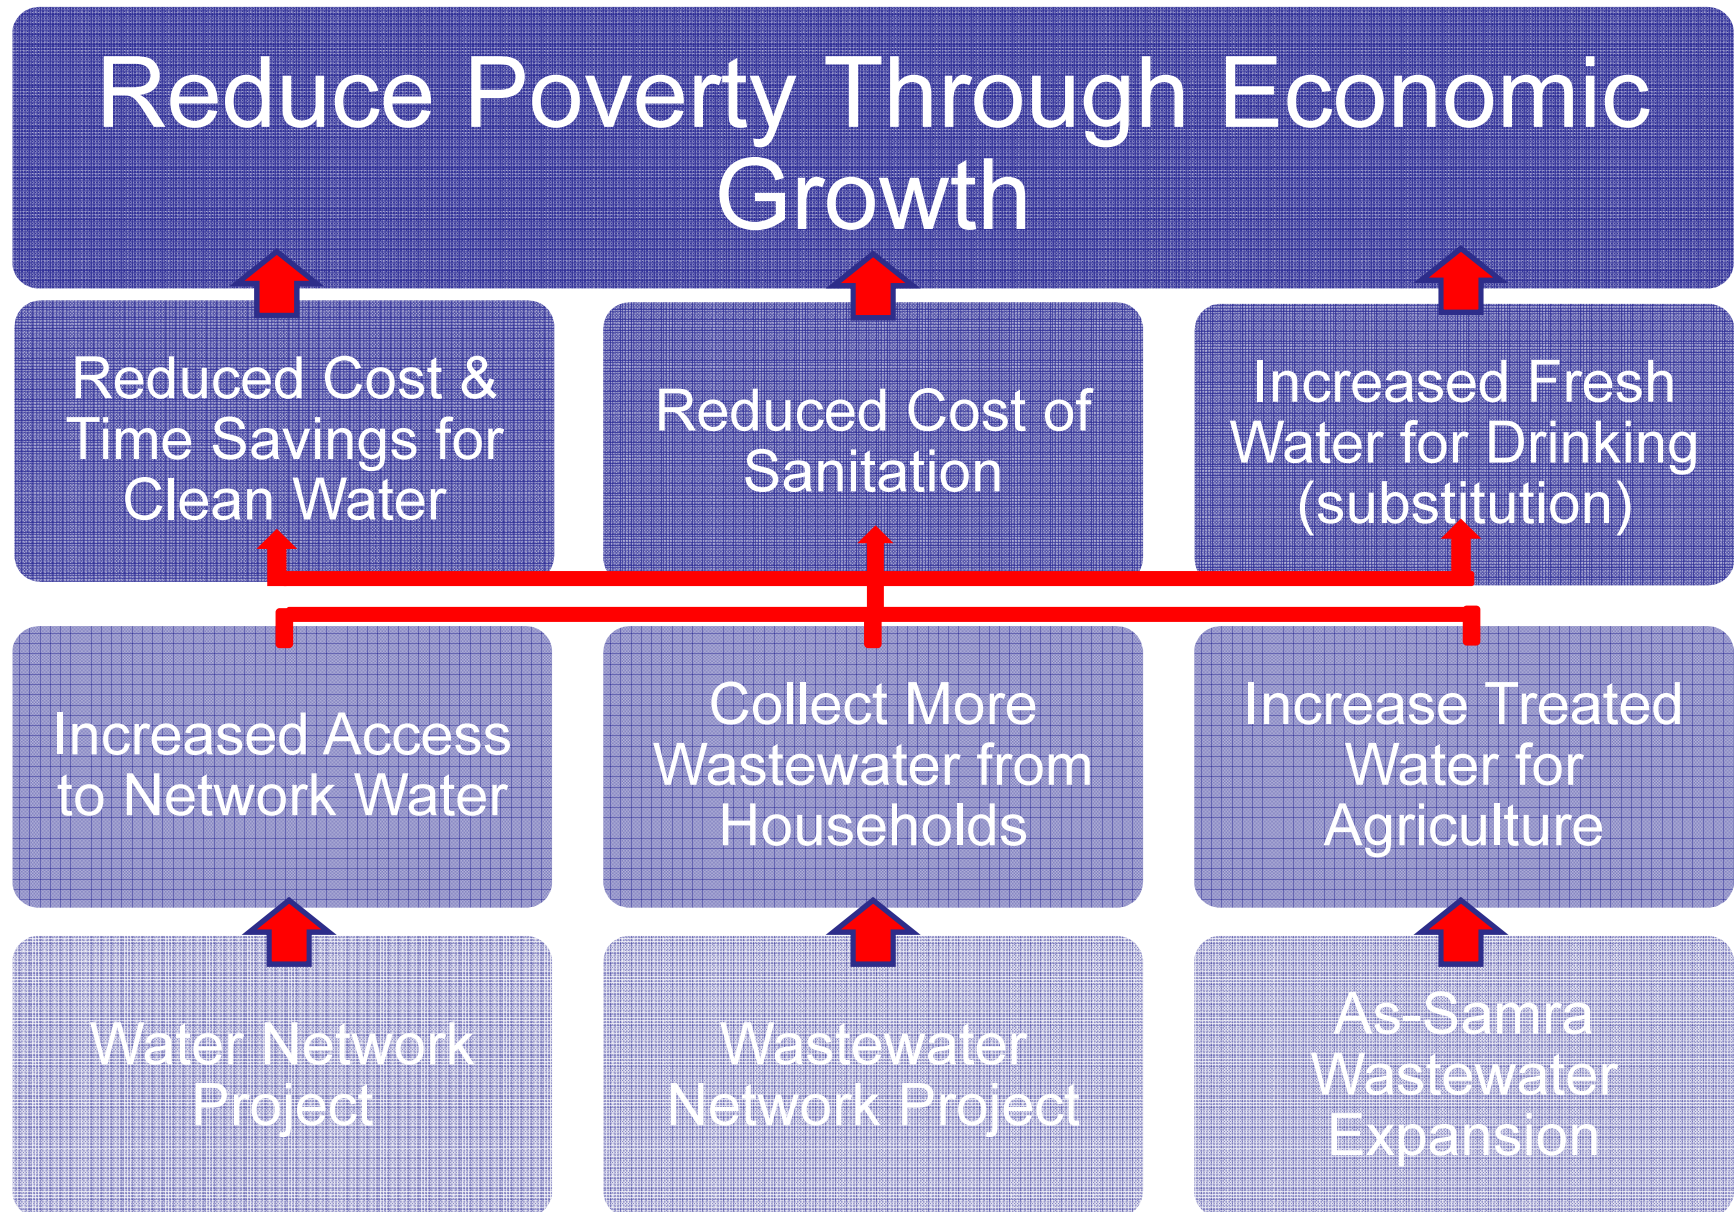 Reduce Poverty Through Economic
Growth
Reduced Cost &
Time Savings for
Clean Water
Reduced Cost of
Sanitation
Increased Fresh
Water for Drinking
(substitution)
Increased Access
to Network Water
Collect More
Wastewater from
Households
Increase Treated
Water for
Agriculture
Water Network
Project
Wastewater
Network Project
As-Samra
Wastewater
Expansion